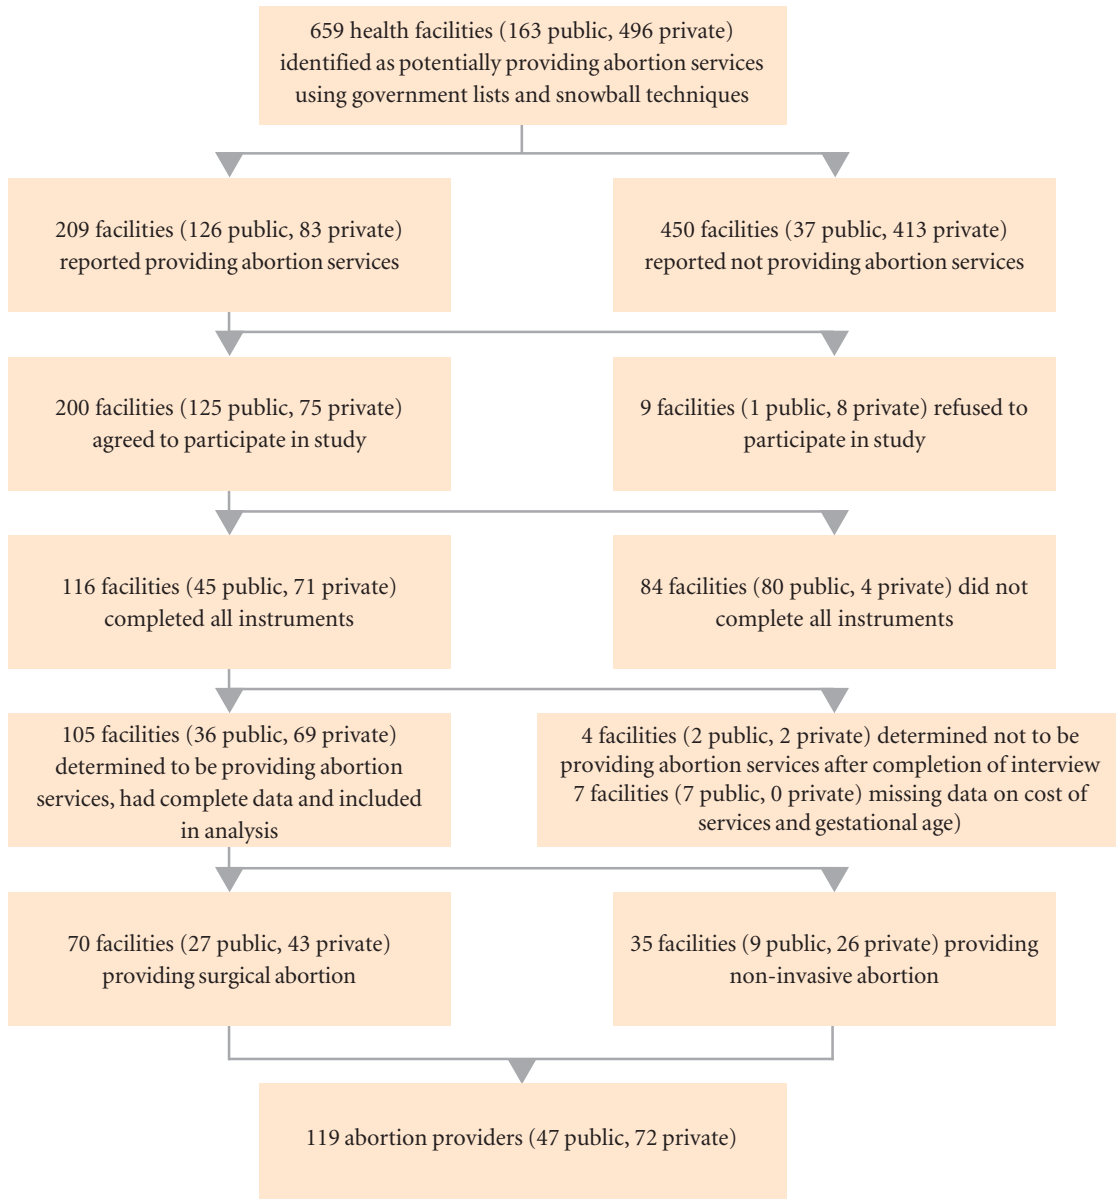 659 health facilities (163 public, 496 private)
identified as potentially providing abortion services
using government lists and snowball techniques
209 facilities (126 public, 83 private)
reported providing abortion services
450 facilities (37 public, 413 private)
reported not providing abortion services
200 facilities (125 public, 75 private)
agreed to participate in study
9 facilities (1 public, 8 private) refused to
participate in study
116 facilities (45 public, 71 private)
completed all instruments
84 facilities (80 public, 4 private) did not
complete all instruments
105 facilities (36 public, 69 private)
determined to be providing abortion
services, had complete data and included
in analysis
4 facilities (2 public, 2 private) determined not to be
providing abortion services after completion of interview
7 facilities (7 public, 0 private) missing data on cost of
services and gestational age)
70 facilities (27 public, 43 private)
providing surgical abortion
35 facilities (9 public, 26 private) providing
non-invasive abortion
119 abortion providers (47 public, 72 private)